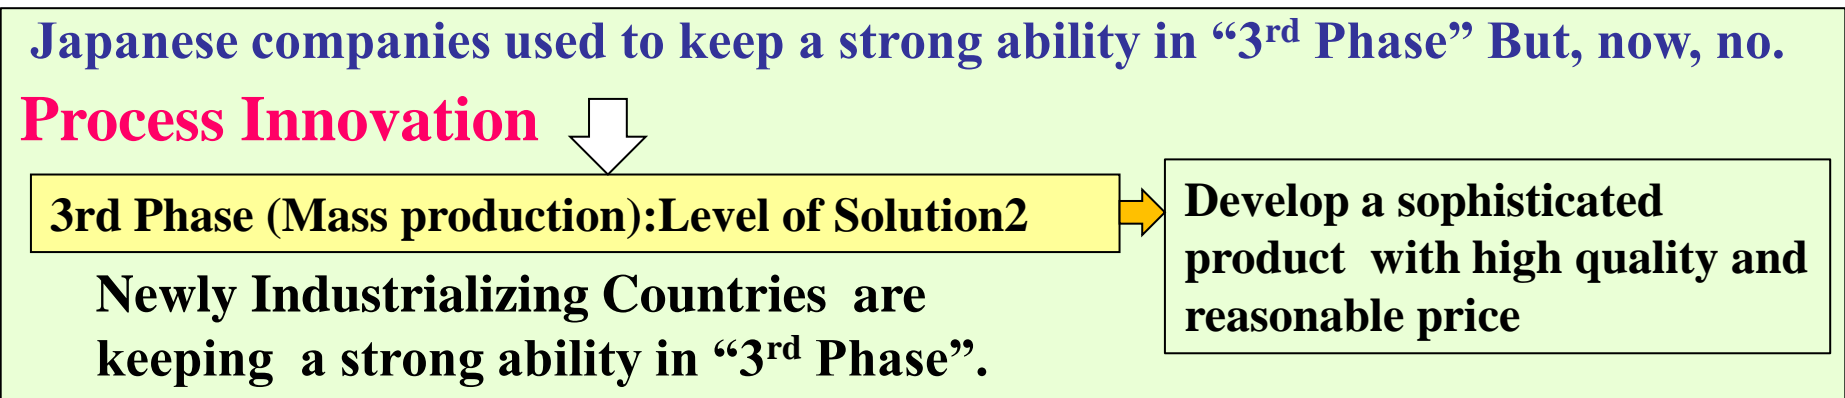 Japanese companies used to keep a strong ability in “3rd Phase” But, now, no.
Process Innovation
3rd Phase (Mass production):Level of Solution2
Develop a sophisticated
product  with high quality and
reasonable price
Newly Industrializing Countries  are
keeping  a strong ability in “3rd Phase”.